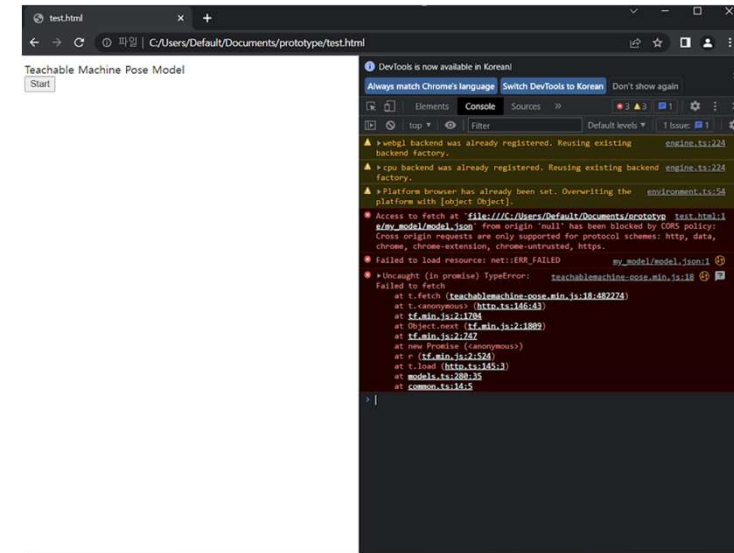 test.html
파일 | C:/Users/Default/Documents/prototype/test.html
Teachable Machine Pose Model
Start
DevTools is now available in Korean!
Always match Chrome's language Switch DevTools to Korean Don't show again
Elements Console Sources » 3 3 1
top Filter Default levels 1 Issue: 1
webgl backend was already registered. Reusing existing engine.ts:224
backend factory.
cpu backend was already registered. Reusing existing backend engine.ts:224
factory.
Platform browser has already been set. Overwriting the environment.ts:54
platform with [object Object].
Access to fetch at 'file:///C:/Users/Default/Documents/prototyp test.html:1
e/my_model/model.json' from origin 'null' has been blocked by CORS policy:
Cross origin requests are only supported for protocol schemes: http, data,
chrome, chrome-extension, chrome-untrusted, https.
Failed to load resource: net::ERR_FAILED my_model/model.json:1
Uncaught (in promise) TypeError: teachablemachine-pose.min.js:18
Failed to fetch
at t.fetch (teachablemachine-pose.min.js:18:482274)
at t.<anonymous> (http.ts:146:43)
at tf.min.js:2:1704
at Object.next (tf.min.js:2:1809)
at tf.min.js:2:747
at new Promise (<anonymous>)
at r (tf.min.js:2:524)
at t.load (http.ts:145:3)
at models.ts:280:35
at common.ts:14:5